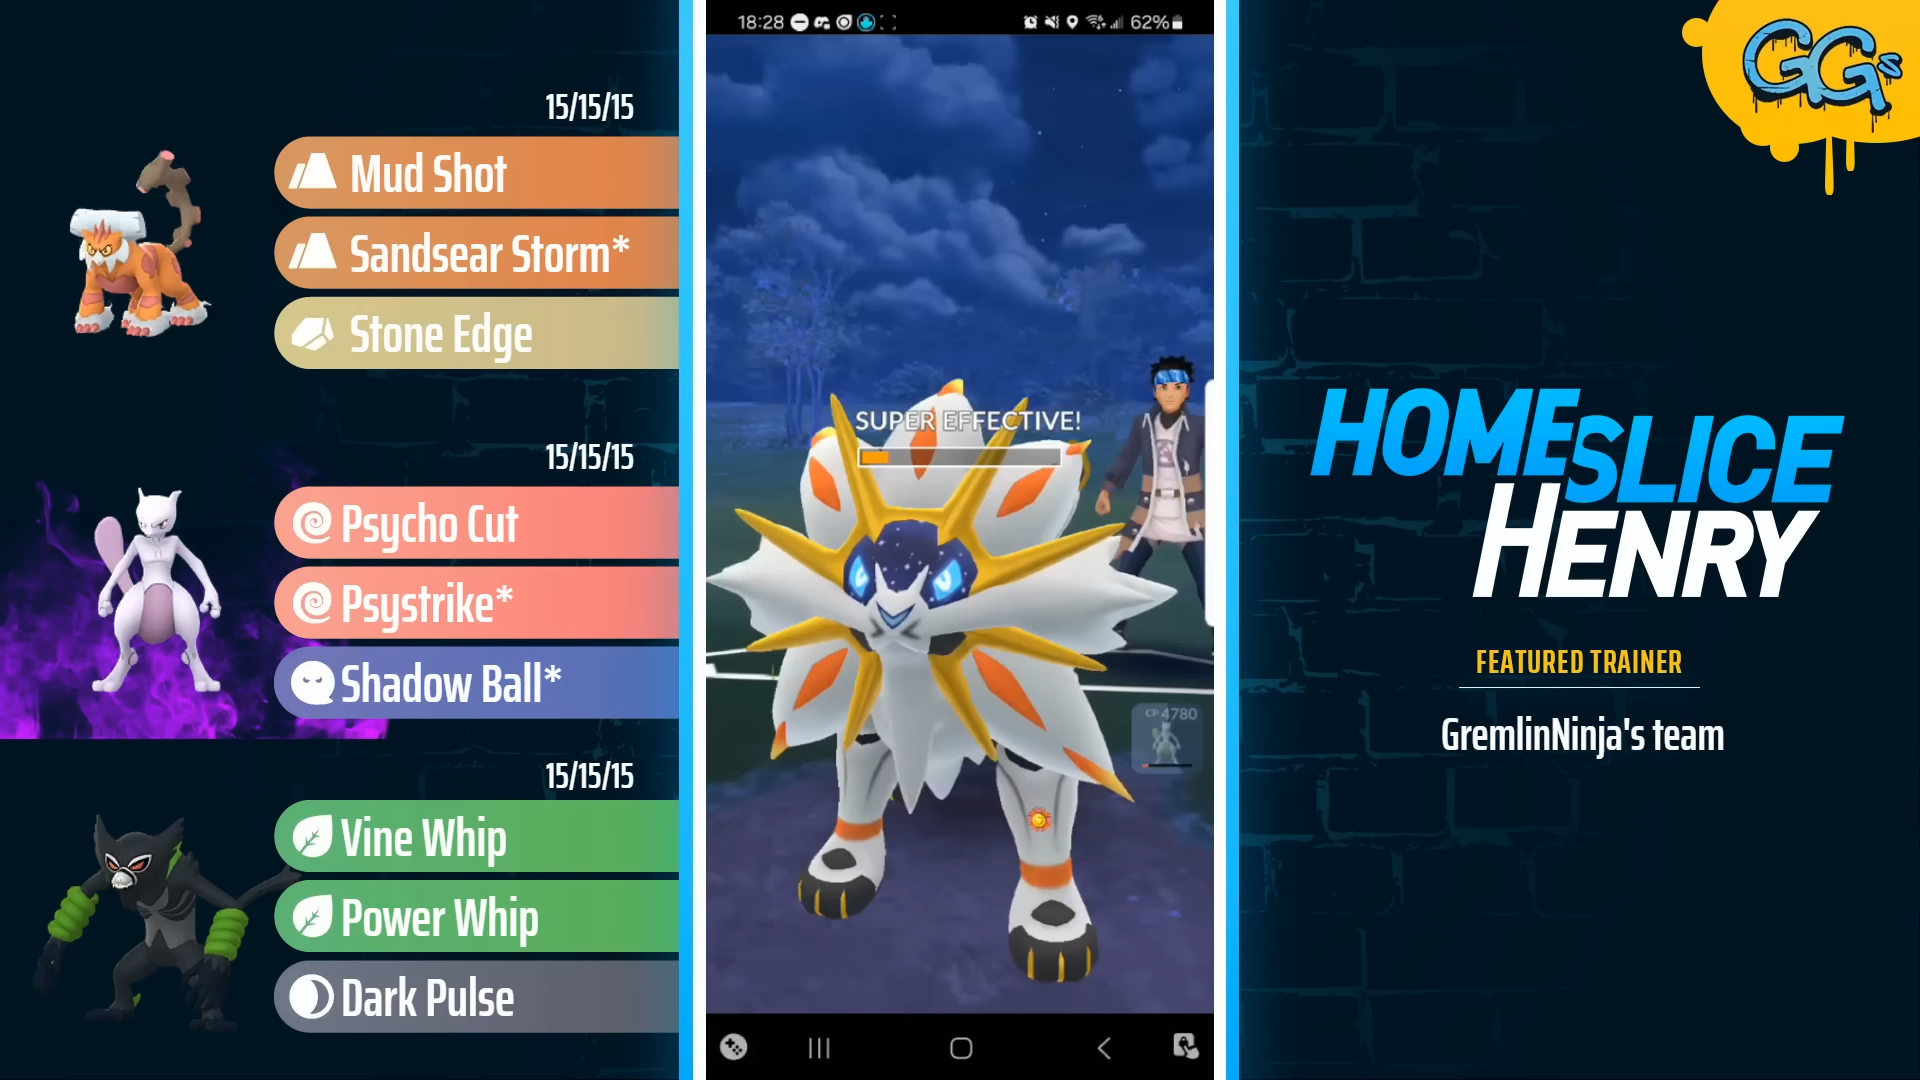 15/15/15
Mud Shot
Sandsear Storm*
Stone Edge
15/15/15
Psycho Cut
Psystrike*
Shadow Ball*
15/15/15
Vine Whip
Power Whip
Dark Pulse
18:28
62%
SUPER EFFECTIVE!
CP 4780
GGs
HOMESLICE
HENRY
FEATURED TRAINER
GremlinNinja's team